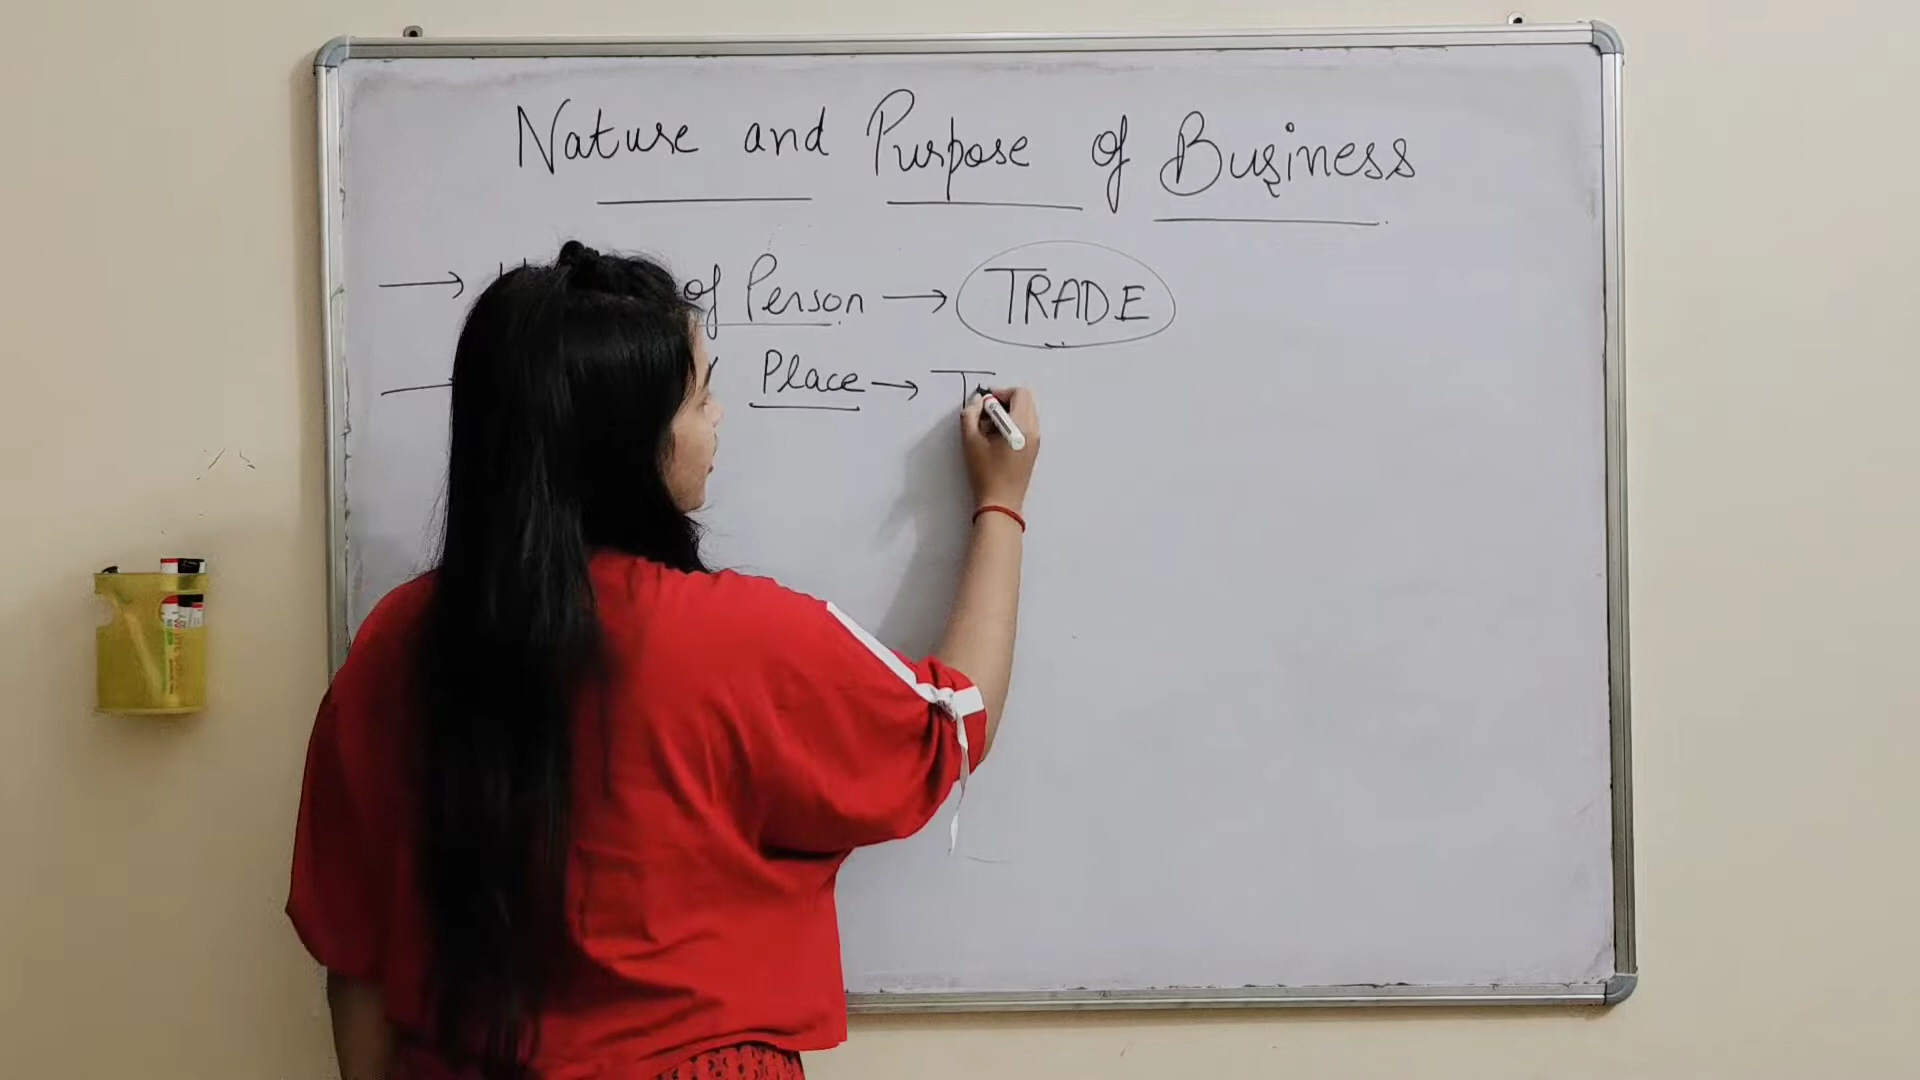 Nature and Purpose of Business
→ of Person → TRADE
Place → T